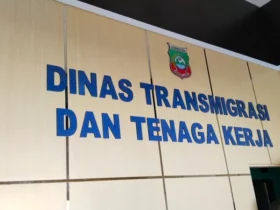 DINAS TRANSMIGRASI
DAN TENAGA KERJA